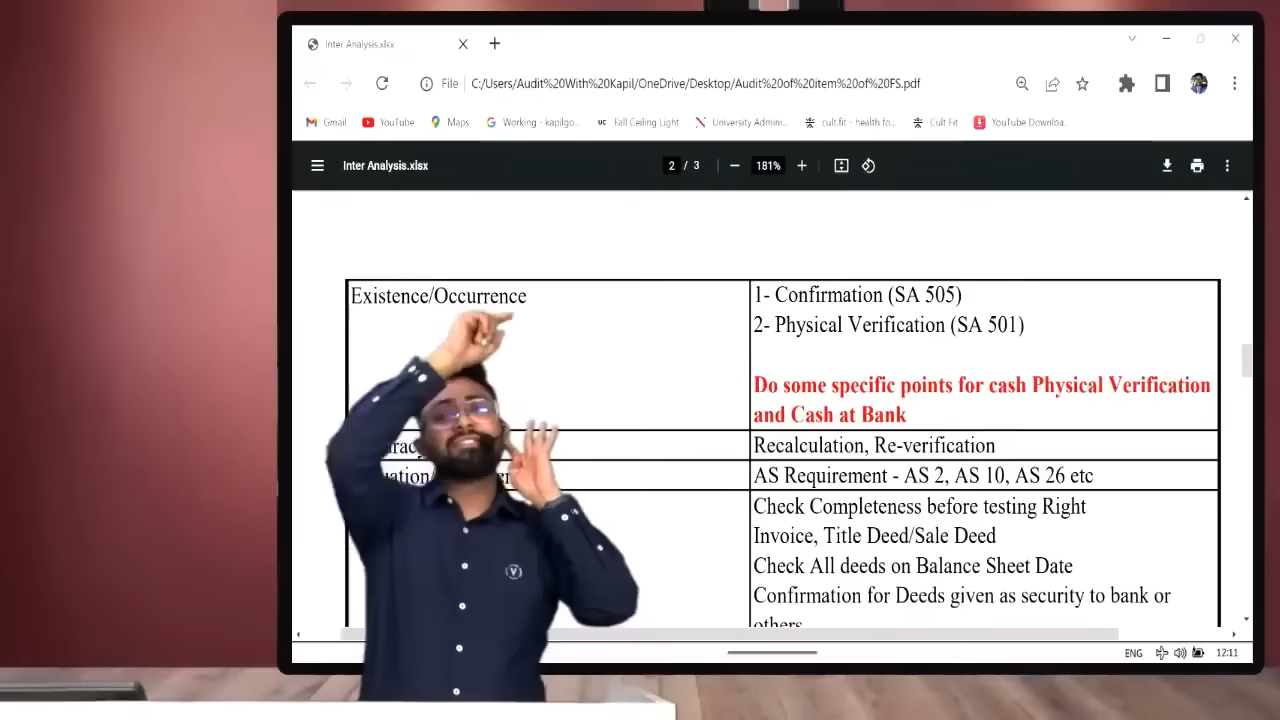 Inter Analysis.xlsx
File
C:/Users/Audit%20With%20Kapil/OneDrive/Desktop/Audit%20of%20item%20of%20FS.pdf
Gmail
YouTube
Maps
Working - kapilgo...
UC Fall Ceiling Light
University Admini...
cult.fit - health fo...
Cult Fit
YouTube Downloa...
Inter Analysis.xlsx
2 / 3
181%
Existence/Occurrence
1- Confirmation (SA 505)
2- Physical Verification (SA 501)
Do some specific points for cash Physical Verification
and Cash at Bank
Recalculation, Re-verification
AS Requirement - AS 2, AS 10, AS 26 etc
Check Completeness before testing Right
Invoice, Title Deed/Sale Deed
Check All deeds on Balance Sheet Date
Confirmation for Deeds given as security to bank or
others
V
ENG
12:11